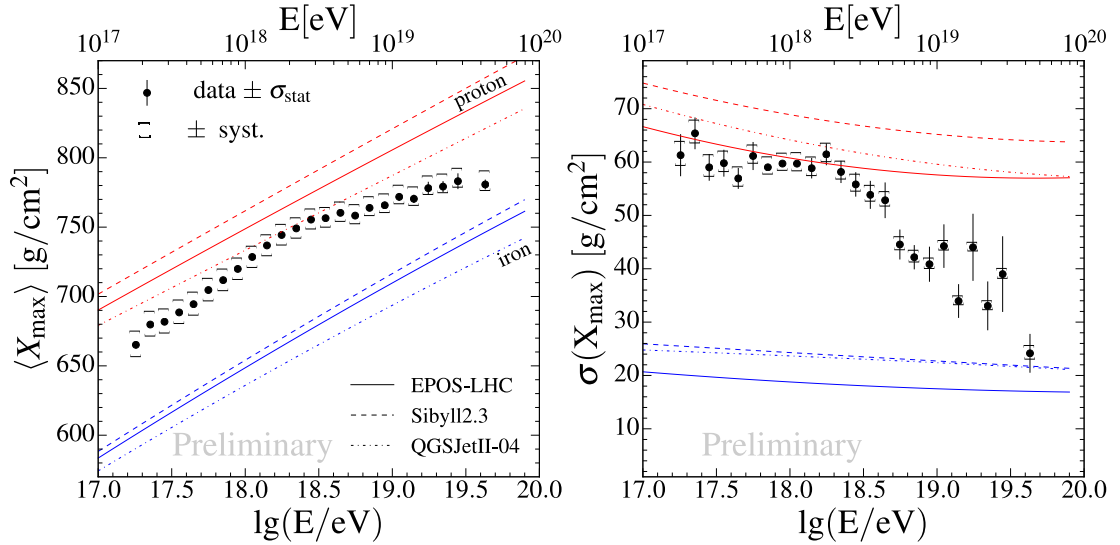 E[eV]
10^17 10^18 10^19 10^20
850
800
750
700
650
600
⟨X_max⟩ [g/cm^2]
data ± σ_stat
± syst.
proton
iron
EPOS-LHC
Sibyll2.3
QGSJetII-04
Preliminary
17.0 17.5 18.0 18.5 19.0 19.5 20.0
lg(E/eV)
E[eV]
10^17 10^18 10^19 10^20
70
60
50
40
30
20
10
0
σ(X_max) [g/cm^2]
Preliminary
17.0 17.5 18.0 18.5 19.0 19.5 20.0
lg(E/eV)